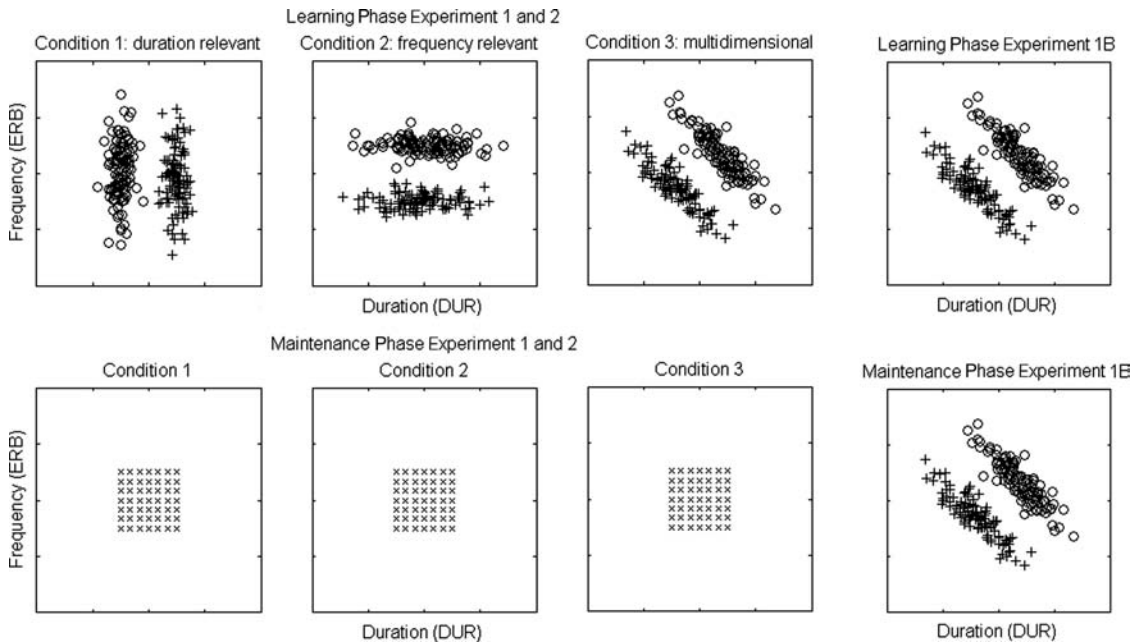 Learning Phase Experiment 1 and 2
Condition 1: duration relevant
Condition 2: frequency relevant
Condition 3: multidimensional
Learning Phase Experiment 1B
Frequency (ERB)
Duration (DUR)
Duration (DUR)
Maintenance Phase Experiment 1 and 2
Condition 1
Condition 2
Condition 3
Maintenance Phase Experiment 1B
Frequency (ERB)
Duration (DUR)
Duration (DUR)